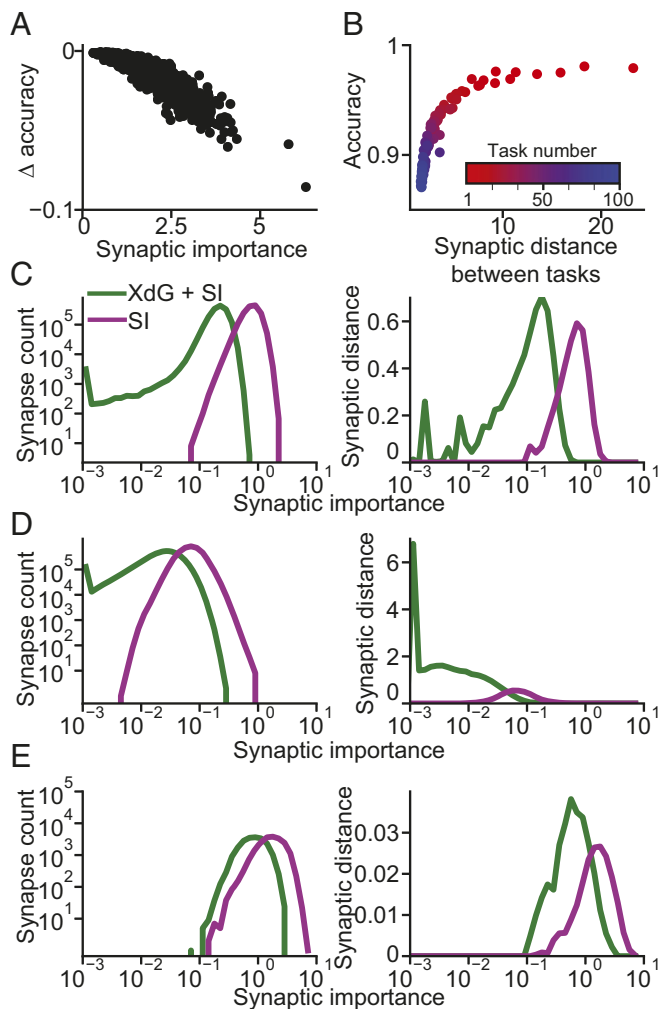 A
0
Δ accuracy
−0.1
0 2.5 5
Synaptic importance
B
1
Accuracy
0.9
Task number
1 50 100
10 20
Synaptic distance
between tasks
C
XdG + SI
SI
Synapse count
10^5
10^4
10^3
10^2
10^1
10^−3 10^−2 10^−1 10^0 10^1
Synaptic distance
0.6
0.4
0.2
0
10^−3 10^−2 10^−1 10^0 10^1
Synaptic importance
D
Synapse count
10^5
10^4
10^3
10^2
10^1
10^−3 10^−2 10^−1 10^0 10^1
Synaptic distance
6
4
2
0
10^−3 10^−2 10^−1 10^0 10^1
Synaptic importance
E
Synapse count
10^5
10^4
10^3
10^2
10^1
10^−3 10^−2 10^−1 10^0 10^1
Synaptic distance
0.03
0.02
0.01
0
10^−3 10^−2 10^−1 10^0 10^1
Synaptic importance